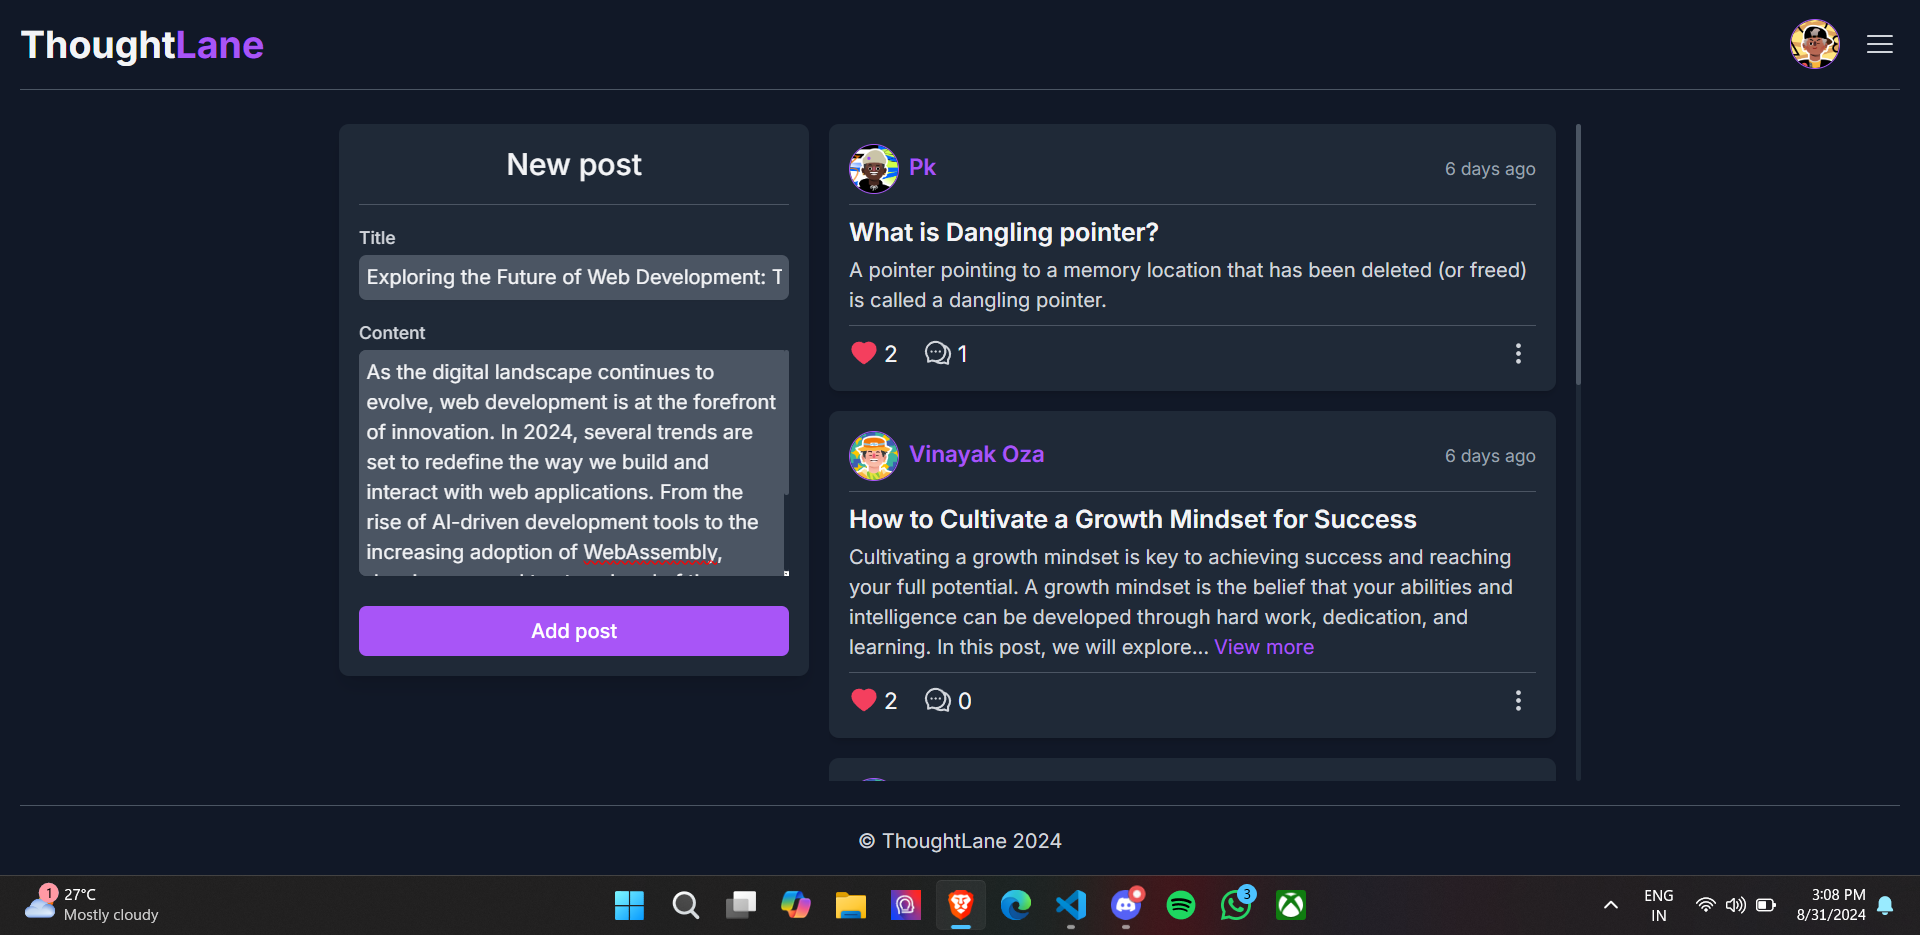 ThoughtLane
New post
Title
Exploring the Future of Web Development: T
Content
As the digital landscape continues to
evolve, web development is at the forefront
of innovation. In 2024, several trends are
set to redefine the way we build and
interact with web applications. From the
rise of AI-driven development tools to the
increasing adoption of WebAssembly,
Add post
Pk
6 days ago
What is Dangling pointer?
A pointer pointing to a memory location that has been deleted (or freed)
is called a dangling pointer.
2
1
Vinayak Oza
6 days ago
How to Cultivate a Growth Mindset for Success
Cultivating a growth mindset is key to achieving success and reaching
your full potential. A growth mindset is the belief that your abilities and
intelligence can be developed through hard work, dedication, and
learning. In this post, we will explore... View more
2
0
© ThoughtLane 2024
1
27°C
Mostly cloudy
3
ENG
IN
3:08 PM
8/31/2024